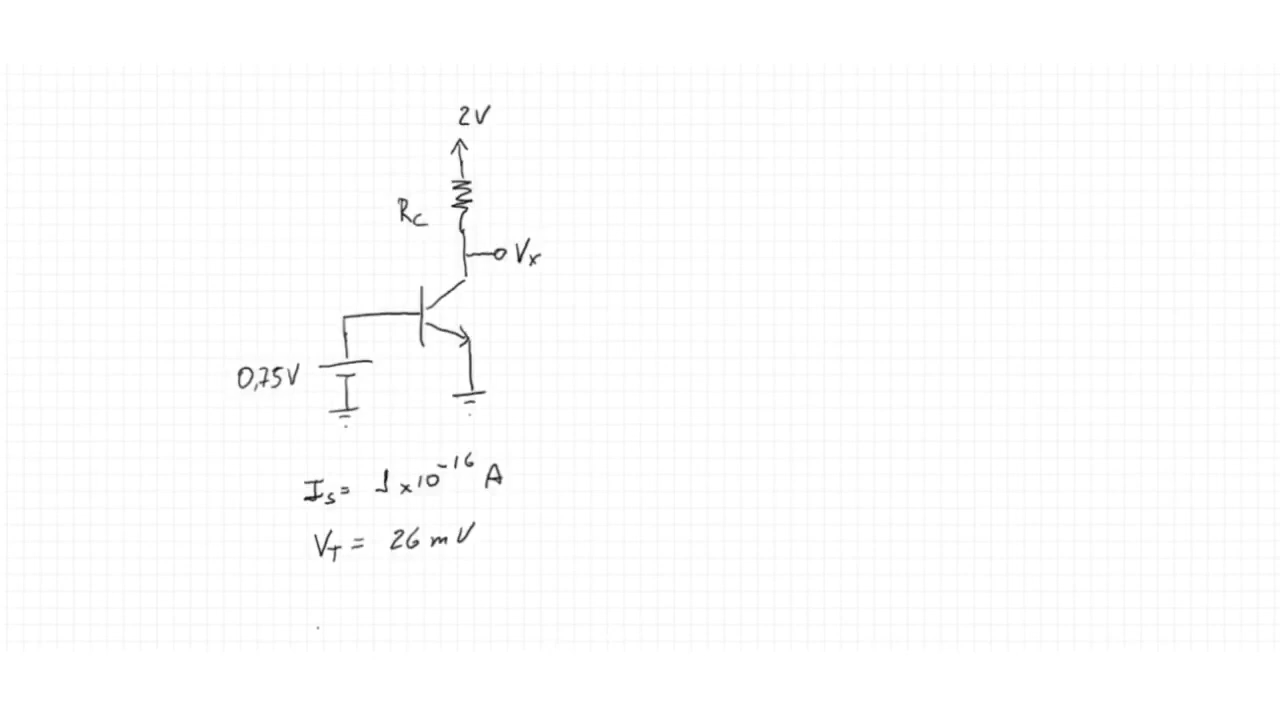 2V
Rc
Vx
0,75V
Is = 1 x 10^-16 A
VT = 26 mV